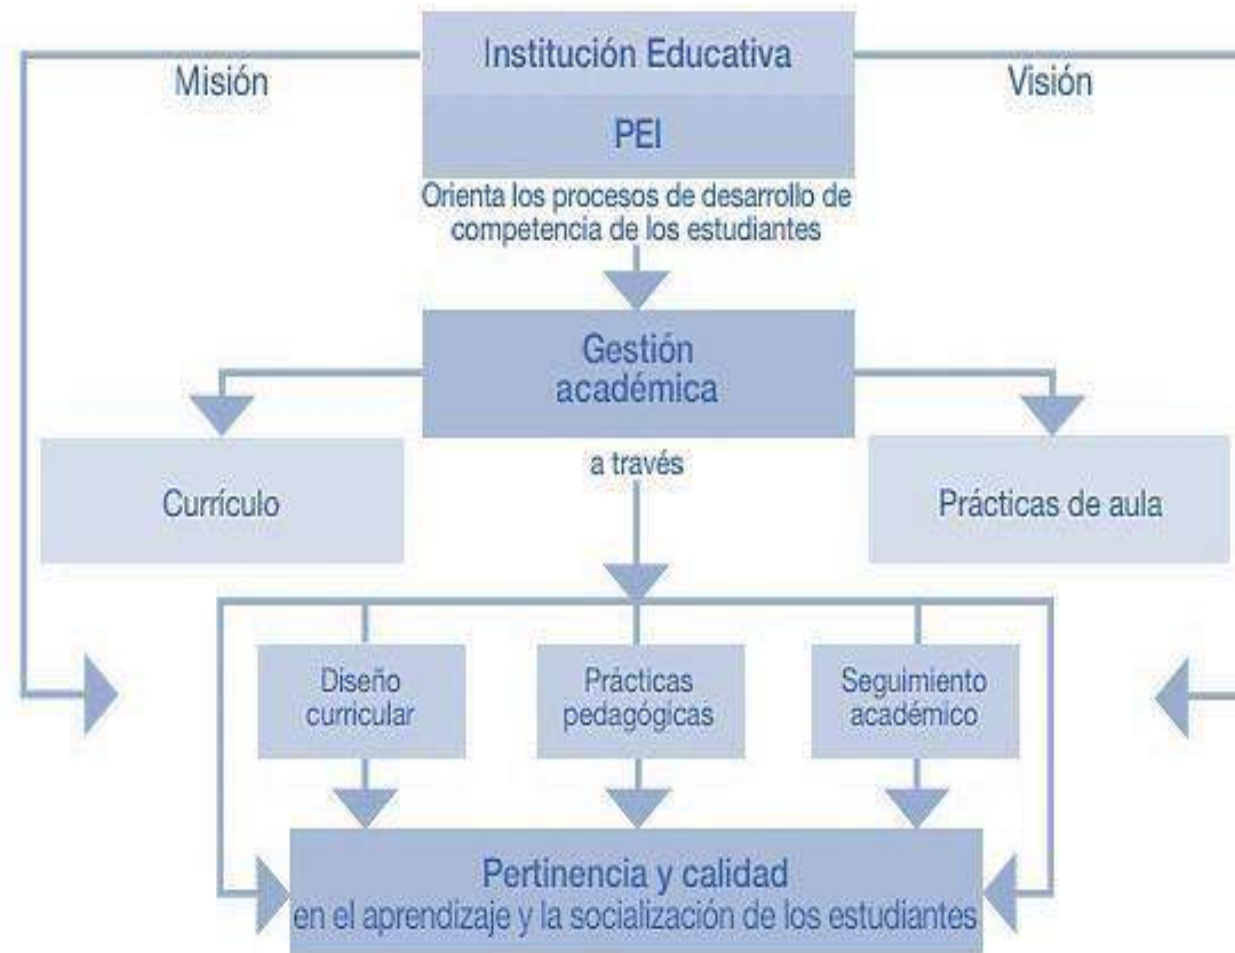 Institución Educativa
Misión
Visión
PEI
Orienta los procesos de desarrollo de
competencia de los estudiantes
Gestión
académica
Currículo
a través
Prácticas de aula
Diseño
curricular
Prácticas
pedagógicas
Seguimiento
académico
Pertinencia y calidad
en el aprendizaje y la socialización de los estudiantes